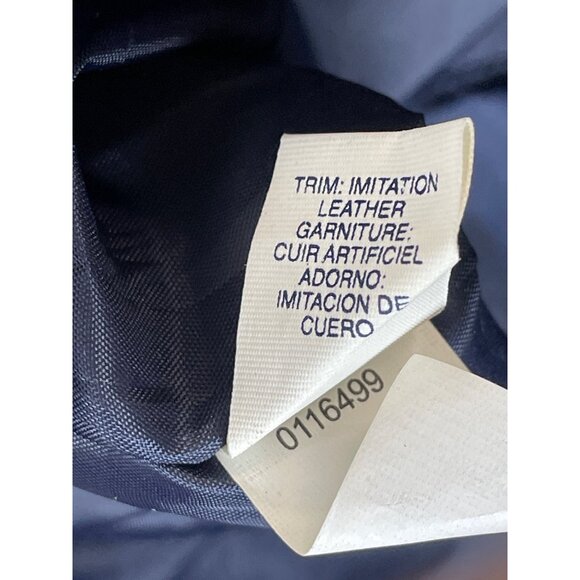 TRIM: IMITATION
LEATHER
GARNITURE:
CUIR ARTIFICIEL
ADORNO:
IMITACION DE
CUERO
0116499